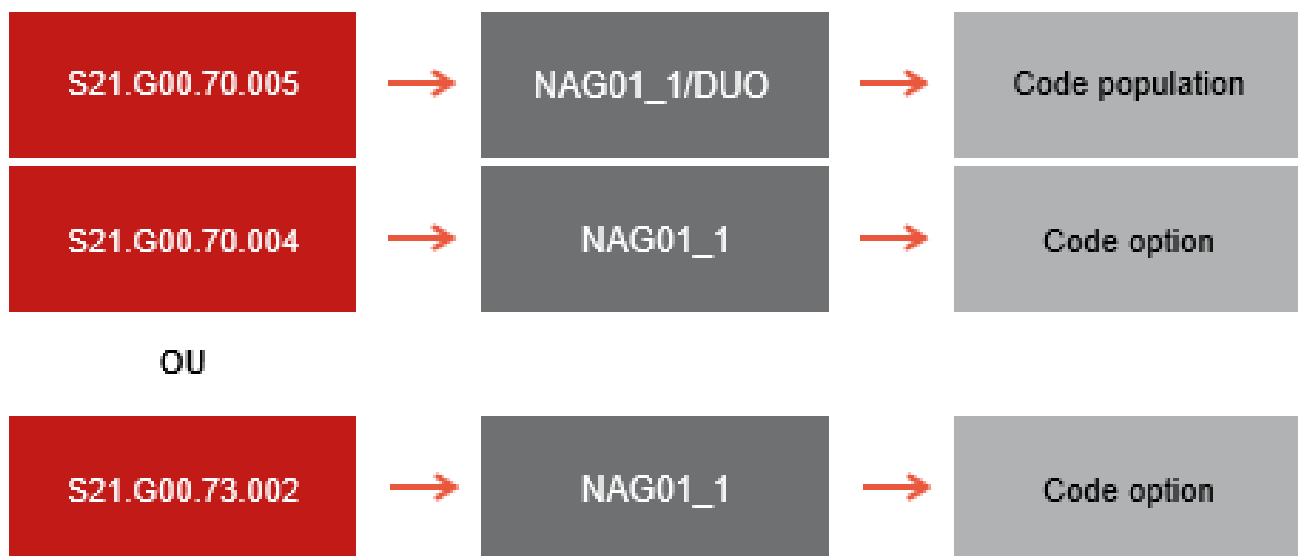 S21.G00.70.005 NAG01_1/DUO Code population
S21.G00.70.004 NAG01_1 Code option
OU
S21.G00.73.002 NAG01_1 Code option